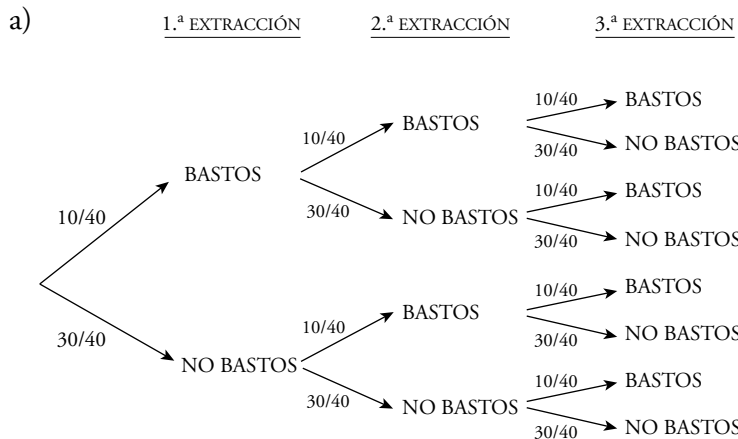 a)
1.ª EXTRACCIÓN 2.ª EXTRACCIÓN 3.ª EXTRACCIÓN
10/40 BASTOS
10/40 BASTOS
30/40 NO BASTOS
BASTOS
10/40 BASTOS
30/40 NO BASTOS
10/40
30/40 NO BASTOS
10/40 BASTOS
10/40 BASTOS
30/40
30/40 NO BASTOS
NO BASTOS
10/40 BASTOS
30/40 NO BASTOS
30/40 NO BASTOS